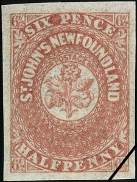 SIX PENCE
ST. JOHN'S NEWFOUNDLAND
HALFPENNY